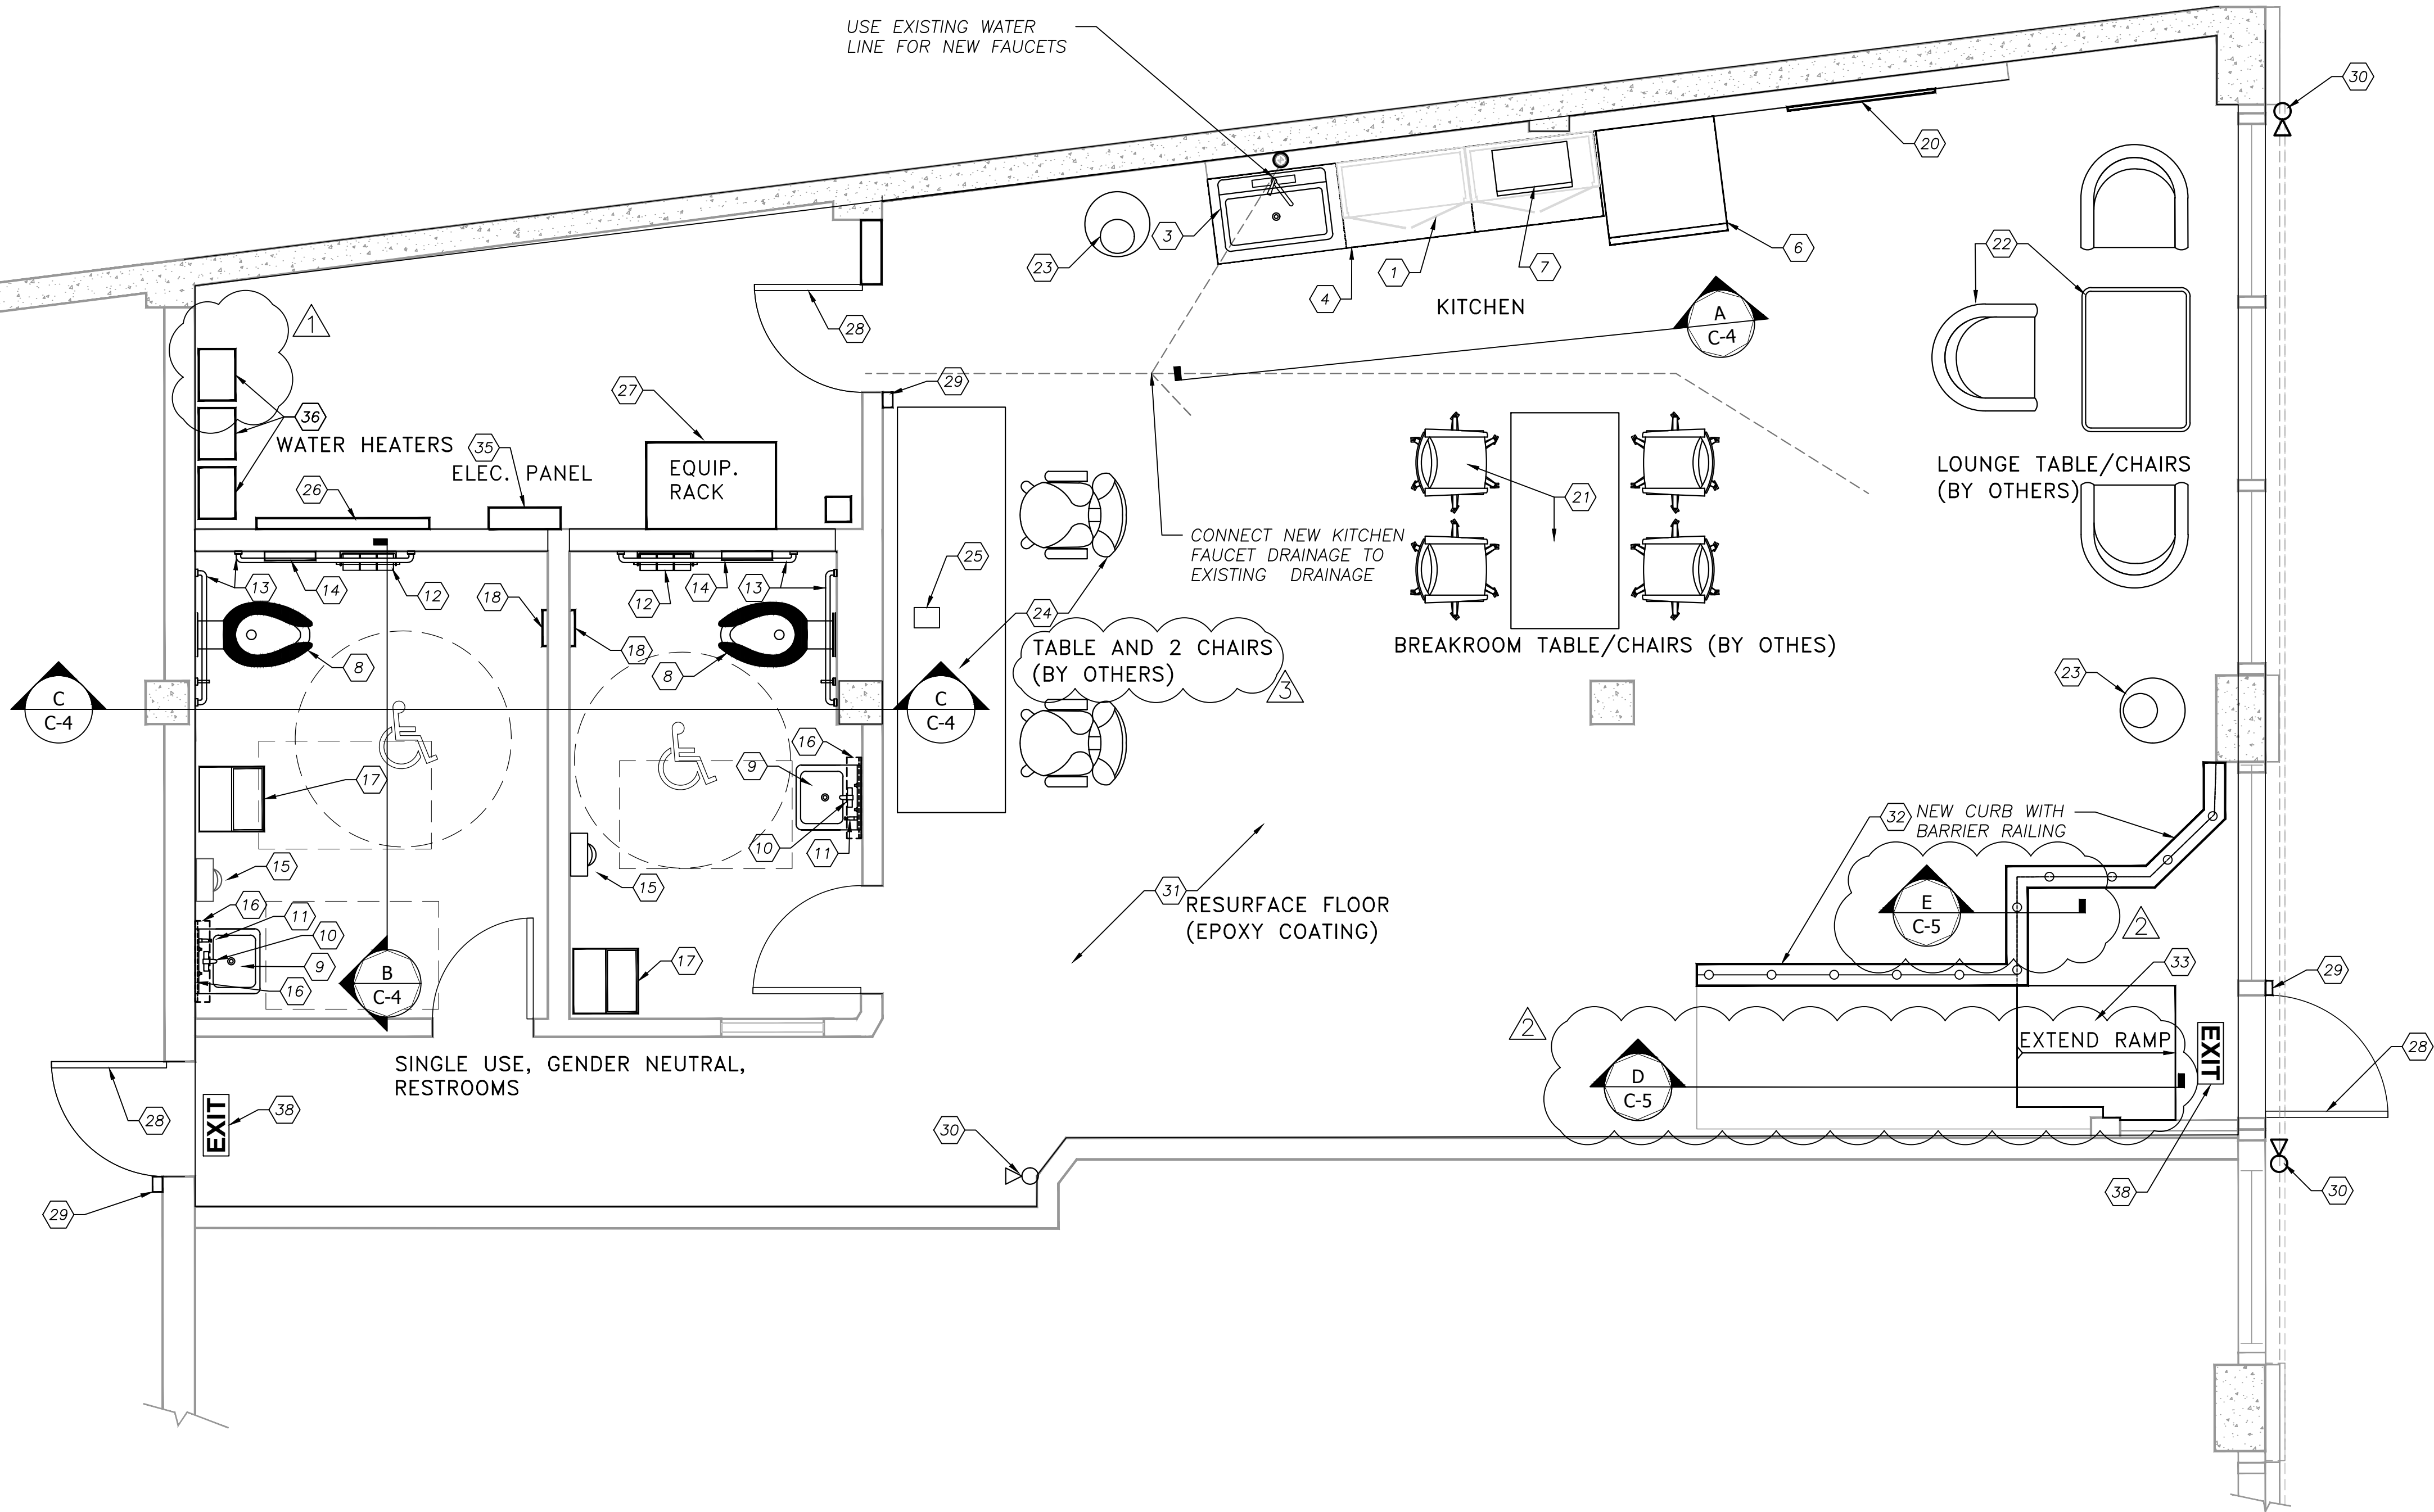 USE EXISTING WATER
LINE FOR NEW FAUCETS
30
20
3
23
6
22
1
7
4
KITCHEN
A
C-4
1
28
29
27
36
WATER HEATERS
35
ELEC. PANEL
EQUIP.
RACK
26
LOUNGE TABLE/CHAIRS
(BY OTHERS)
21
CONNECT NEW KITCHEN
FAUCET DRAINAGE TO
EXISTING DRAINAGE
25
13
14
12
18
12
14
13
24
8
18
8
TABLE AND 2 CHAIRS
(BY OTHERS)
3
BREAKROOM TABLE/CHAIRS (BY OTHES)
23
C
C-4
C
C-4
16
9
17
10
11
32
NEW CURB WITH
BARRIER RAILING
15
15
31
RESURFACE FLOOR
(EPOXY COATING)
16
11
10
9
16
E
C-5
2
B
C-4
17
33
29
2
EXTEND RAMP
EXIT
28
SINGLE USE, GENDER NEUTRAL,
RESTROOMS
D
C-5
28
EXIT
38
30
38
30
29